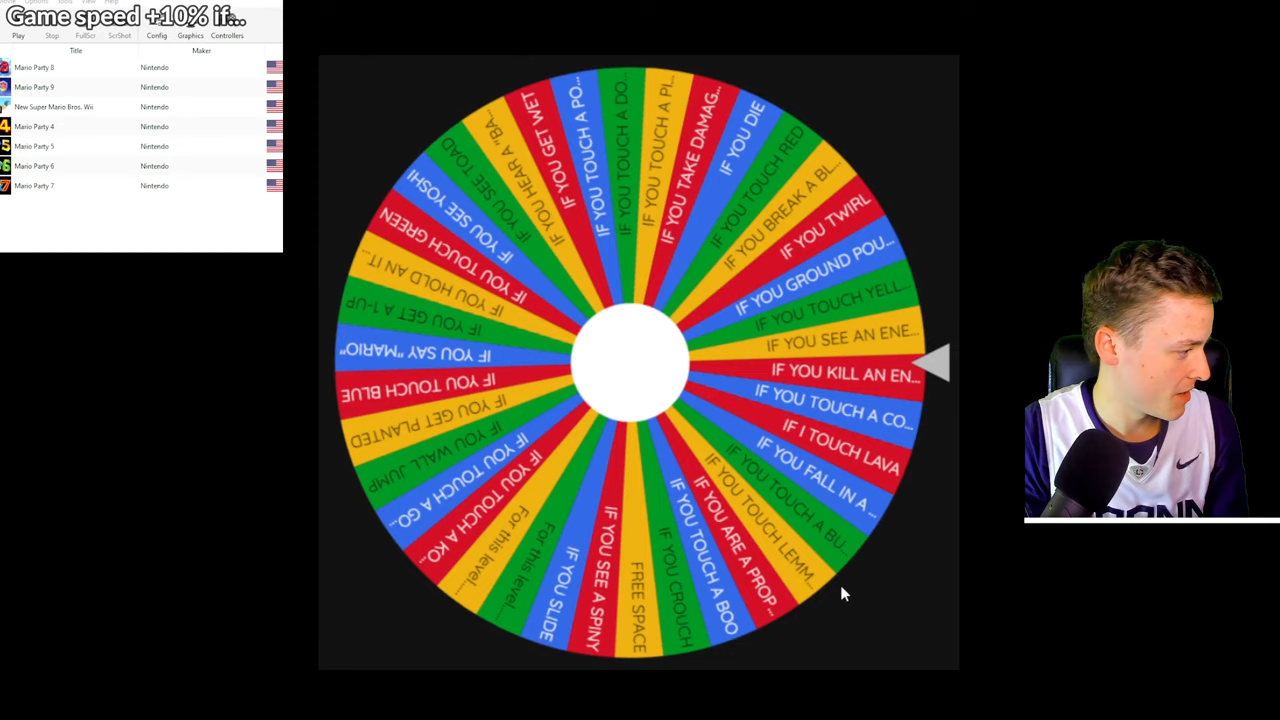 Movie Options Tools View Help
Game speed +10% if...
Play Stop FullScr ScrShot Config Graphics Controllers
Title Maker
Mario Party 8 Nintendo
Mario Party 9 Nintendo
New Super Mario Bros. Wii Nintendo
Mario Party 4 Nintendo
Mario Party 5 Nintendo
Mario Party 6 Nintendo
Mario Party 7 Nintendo
IF YOU TOUCH A DO...
IF YOU TOUCH A PI...
IF YOU TAKE DAMAG...
IF YOU DIE
IF YOU TOUCH RED
IF YOU BREAK A BL...
IF YOU TWIRL
IF YOU GROUND POU...
IF YOU TOUCH YELL...
IF YOU SEE AN ENE...
IF YOU KILL AN EN...
IF YOU TOUCH A CO...
IF I TOUCH LAVA
IF YOU FALL IN A ...
IF YOU TOUCH A BU...
IF YOU TOUCH LEMM...
IF YOU ARE A PROP...
IF YOU TOUCH A BOO
IF YOU CROUCH
FREE SPACE
IF YOU SEE A SPINY
IF YOU SLIDE
For this level....
For this level....
IF YOU TOUCH A KO...
IF YOU TOUCH A GO...
IF YOU WALL JUMP
IF YOU GET PLANTED
IF YOU TOUCH BLUE
IF YOU SAY "MARIO"
IF YOU GET A 1-UP
IF YOU HOLD AN IT...
IF YOU TOUCH GREEN
IF YOU SEE YOSHI
IF YOU SEE TOAD
IF YOU HEAR A "BA...
IF YOU GET WET
IF YOU TOUCH A PO...